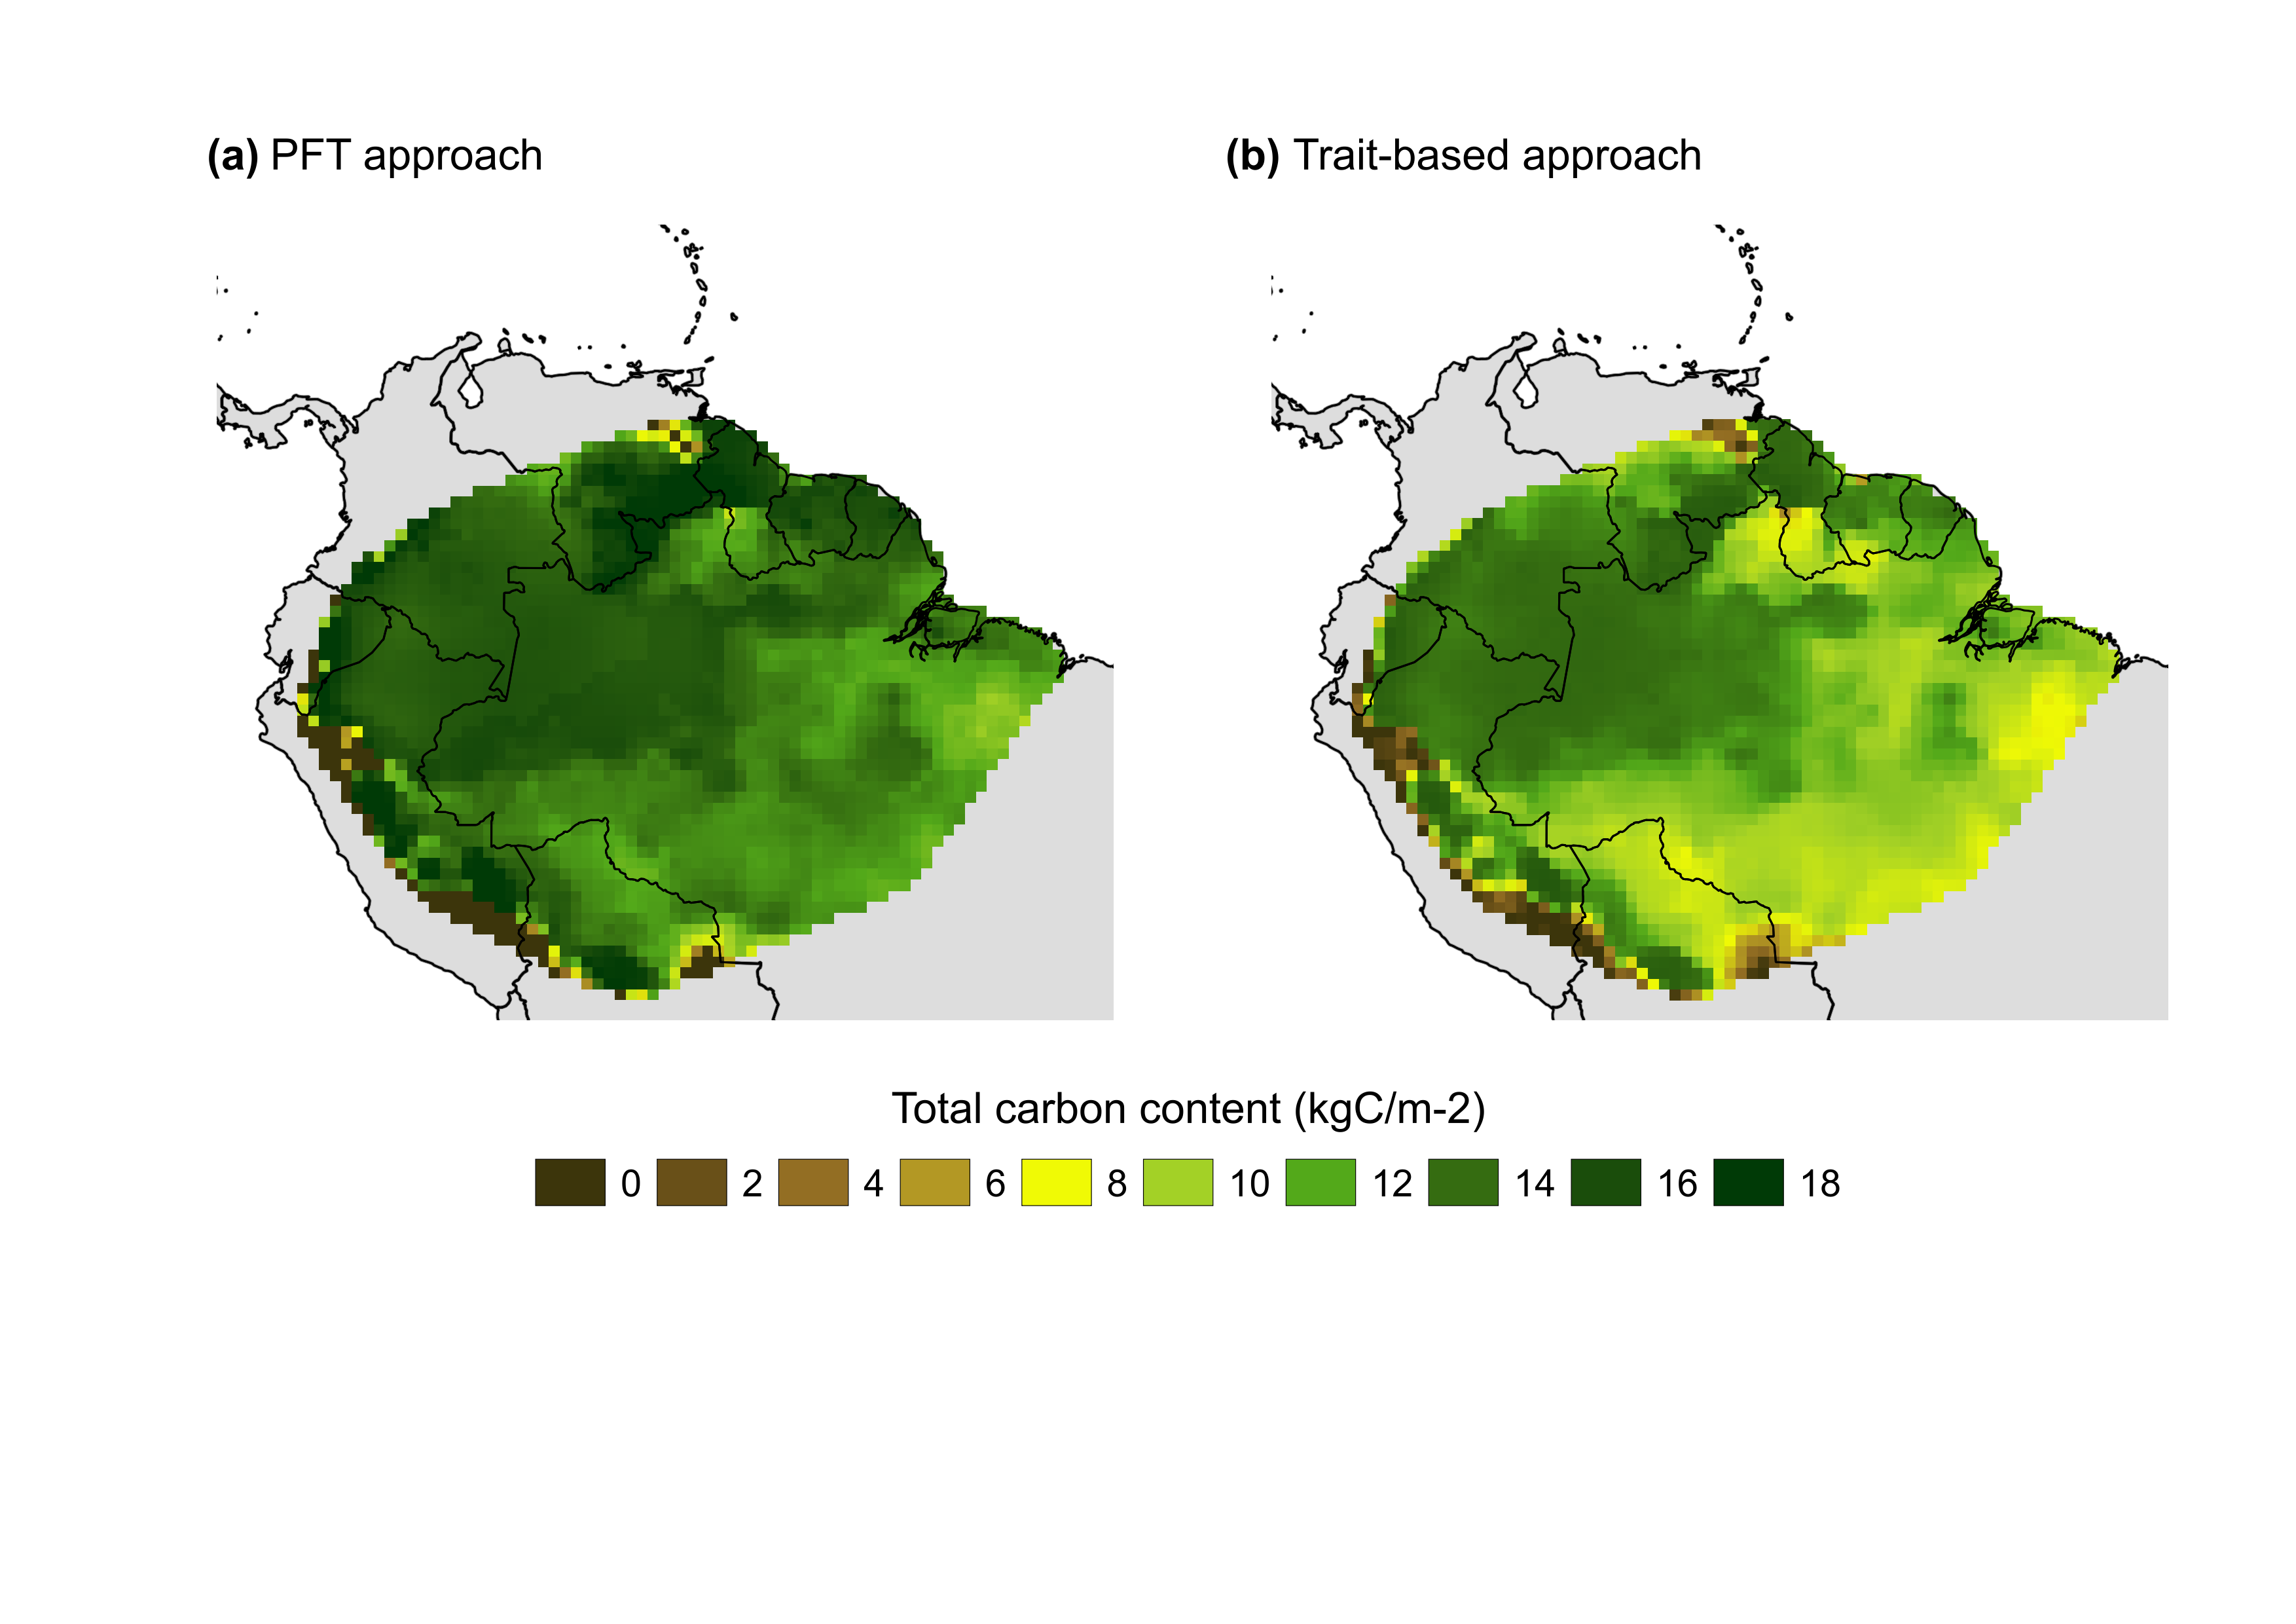 (a) PFT approach
(b) Trait-based approach
Total carbon content (kgC/m-2)
0 2 4 6 8 10 12 14 16 18